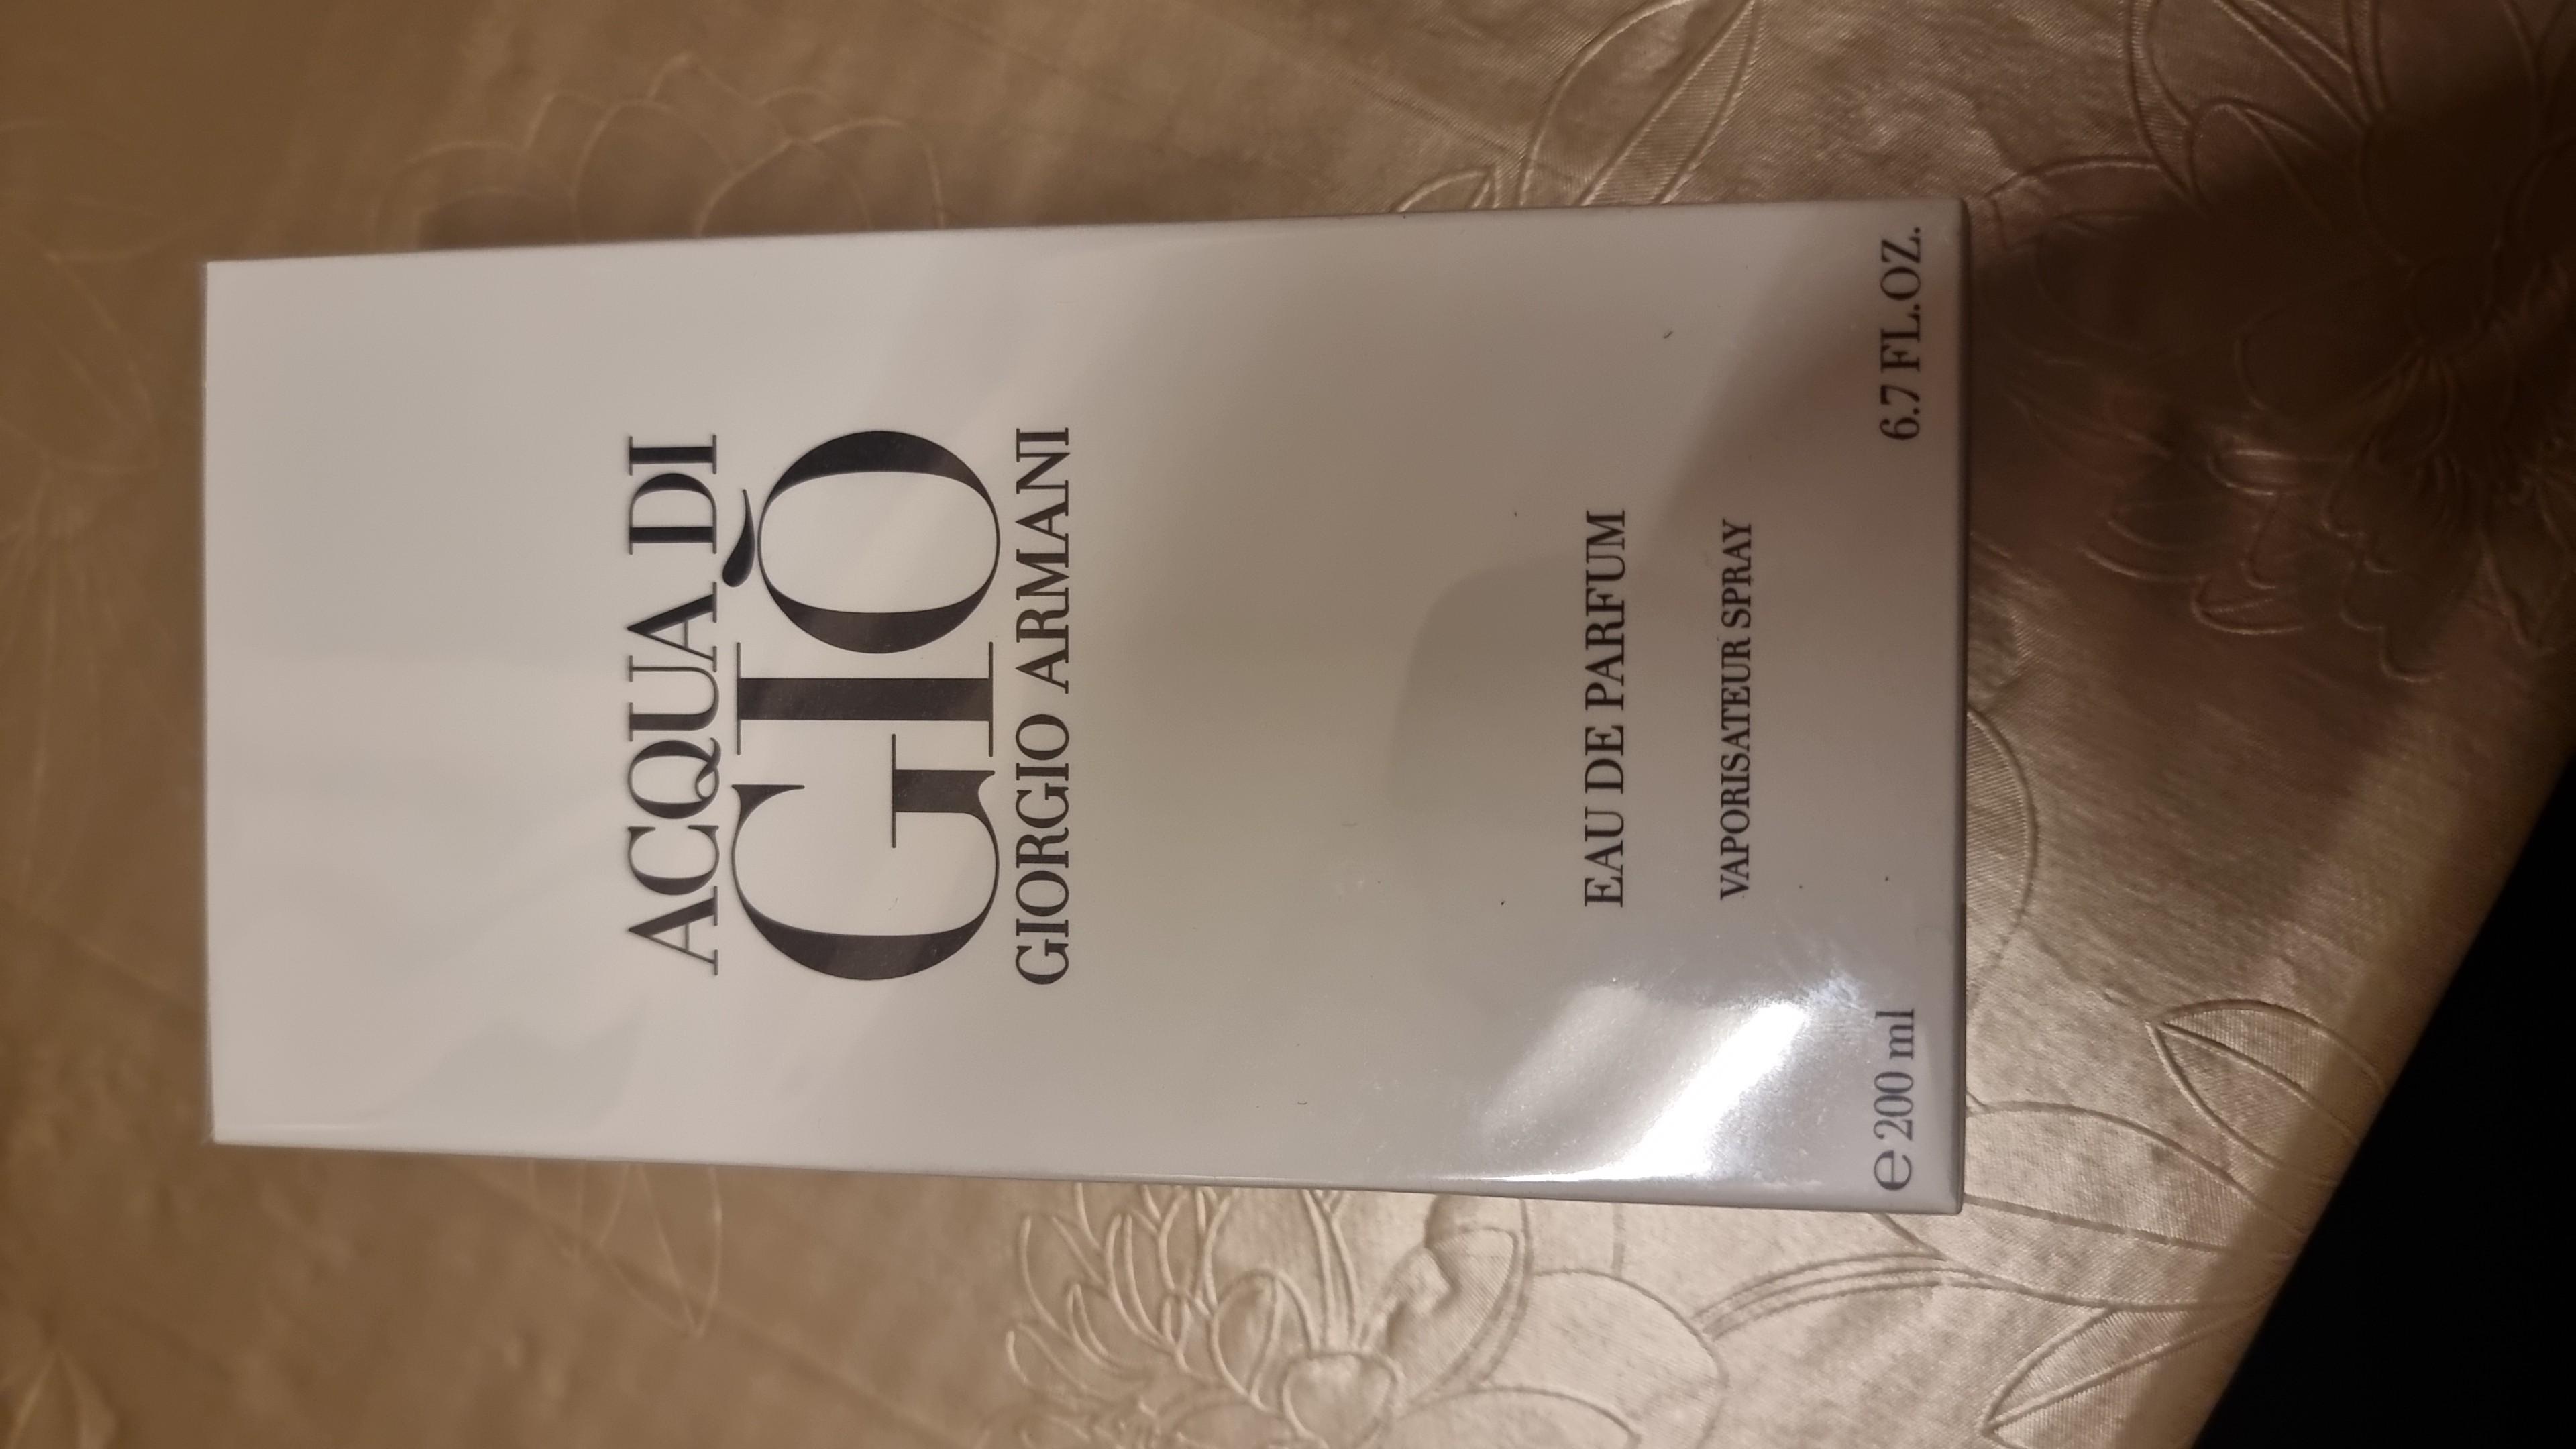 ACQUA DI
GIÒ
GIORGIO ARMANI
EAU DE PARFUM
VAPORISATEUR SPRAY
℮ 200 ml 6.7 FL.OZ.